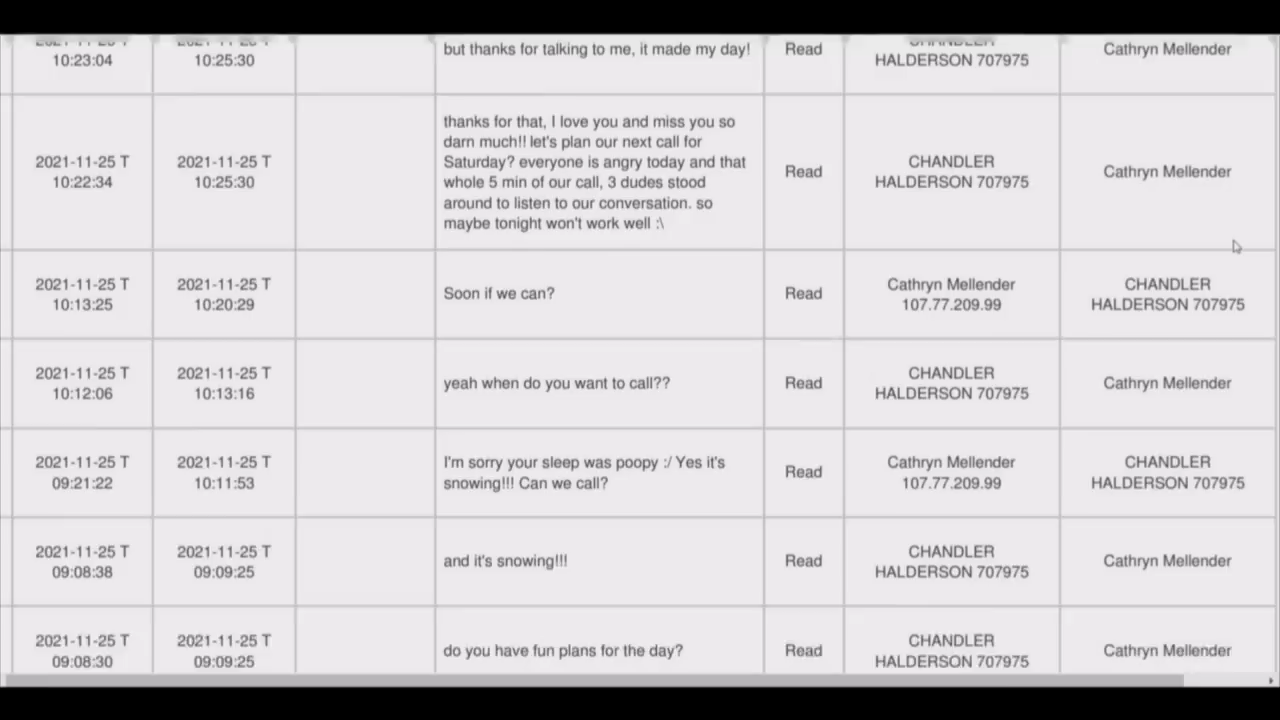 but thanks for talking to me, it made my day!
Read
Cathryn Mellender
10:23:04
10:25:30
HALDERSON 707975
2021-11-25 T
10:22:34
2021-11-25 T
10:25:30
thanks for that, I love you and miss you so
darn much!! let's plan our next call for
Saturday? everyone is angry today and that
whole 5 min of our call, 3 dudes stood
around to listen to our conversation. so
maybe tonight won't work well :\
Read
CHANDLER
HALDERSON 707975
Cathryn Mellender
2021-11-25 T
10:13:25
2021-11-25 T
10:20:29
Soon if we can?
Read
Cathryn Mellender
107.77.209.99
CHANDLER
HALDERSON 707975
2021-11-25 T
10:12:06
2021-11-25 T
10:13:16
yeah when do you want to call??
Read
CHANDLER
HALDERSON 707975
Cathryn Mellender
2021-11-25 T
09:21:22
2021-11-25 T
10:11:53
I'm sorry your sleep was poopy :/ Yes it's
snowing!!! Can we call?
Read
Cathryn Mellender
107.77.209.99
CHANDLER
HALDERSON 707975
2021-11-25 T
09:08:38
2021-11-25 T
09:09:25
and it's snowing!!!
Read
CHANDLER
HALDERSON 707975
Cathryn Mellender
2021-11-25 T
09:08:30
2021-11-25 T
09:09:25
do you have fun plans for the day?
Read
CHANDLER
HALDERSON 707975
Cathryn Mellender